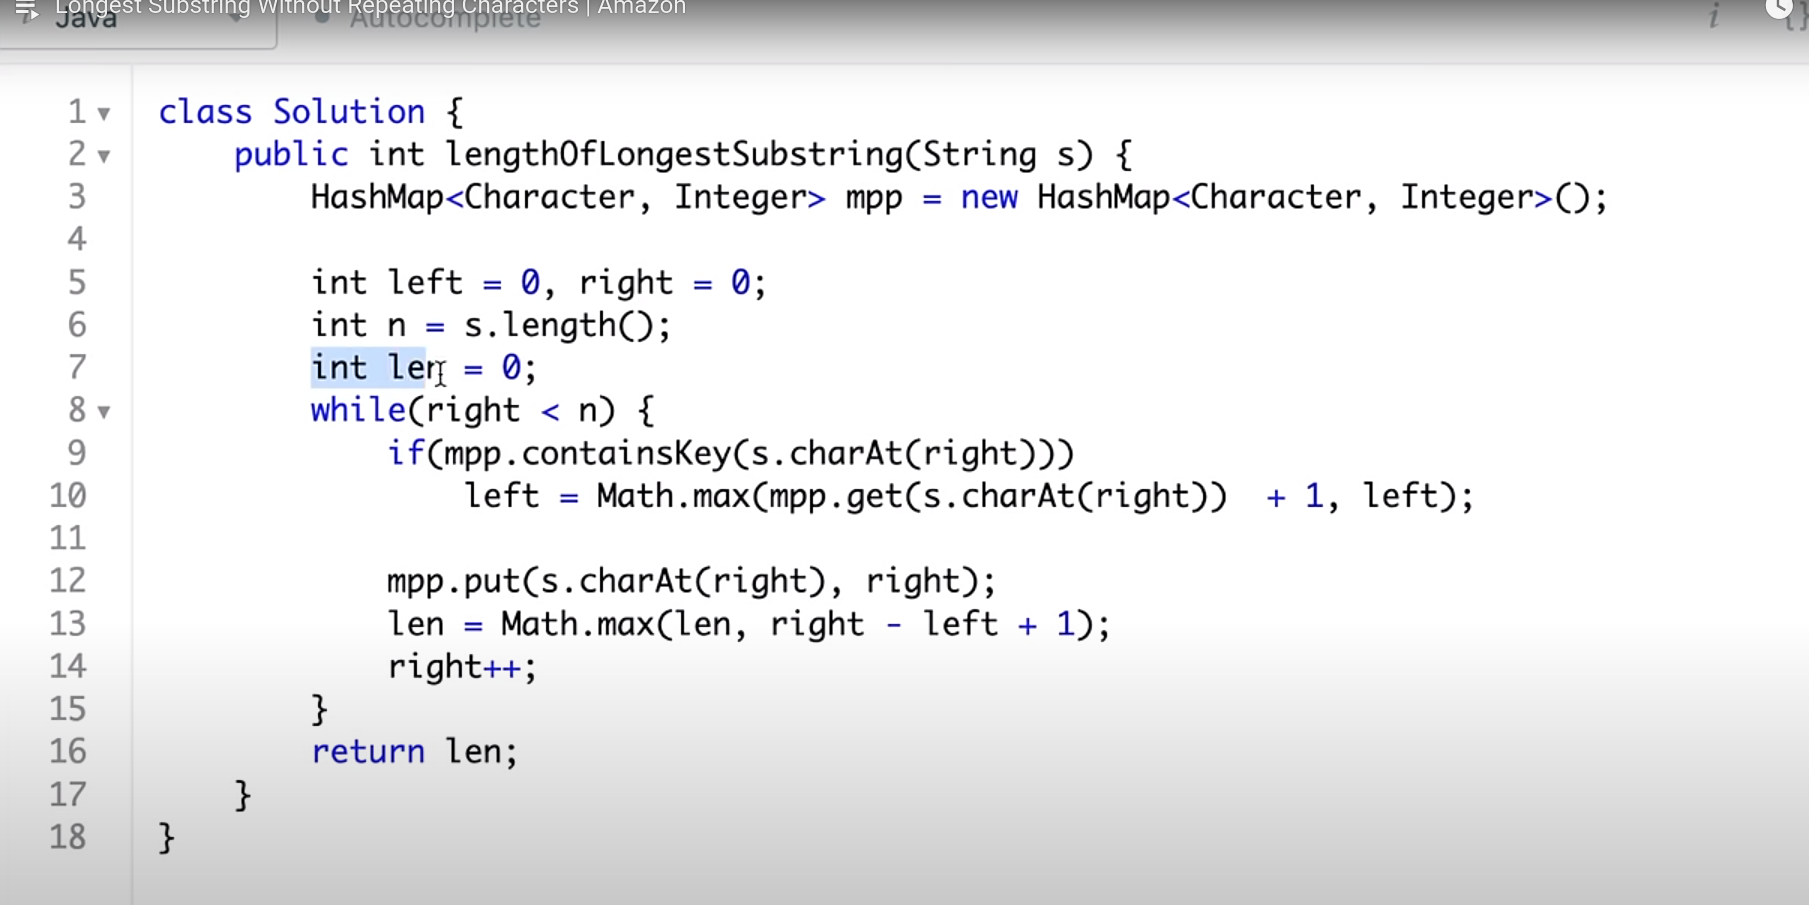 Longest Substring Without Repeating Characters | Amazon
Java Autocomplete i {}
1 class Solution {
2 public int lengthOfLongestSubstring(String s) {
3 HashMap<Character, Integer> mpp = new HashMap<Character, Integer>();
4
5 int left = 0, right = 0;
6 int n = s.length();
7 int len = 0;
8 while(right < n) {
9 if(mpp.containsKey(s.charAt(right)))
10 left = Math.max(mpp.get(s.charAt(right))  + 1, left);
11
12 mpp.put(s.charAt(right), right);
13 len = Math.max(len, right - left + 1);
14 right++;
15 }
16 return len;
17 }
18 }